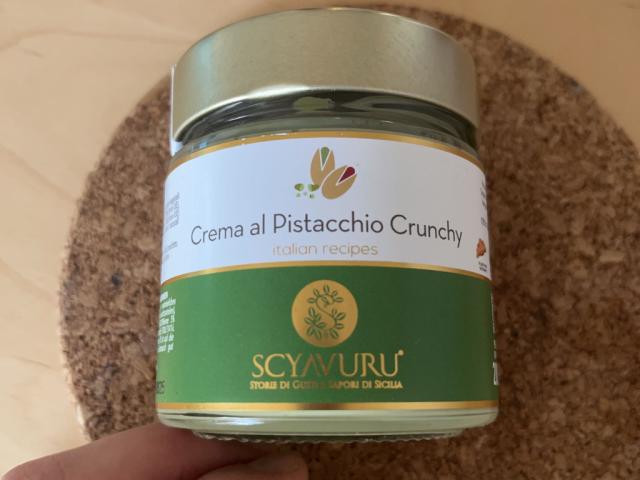 Crema al Pistacchio Crunchy
italian recipes
SCYAVURU®
STORIE DI GUSTI E SAPORI DI SICILIA